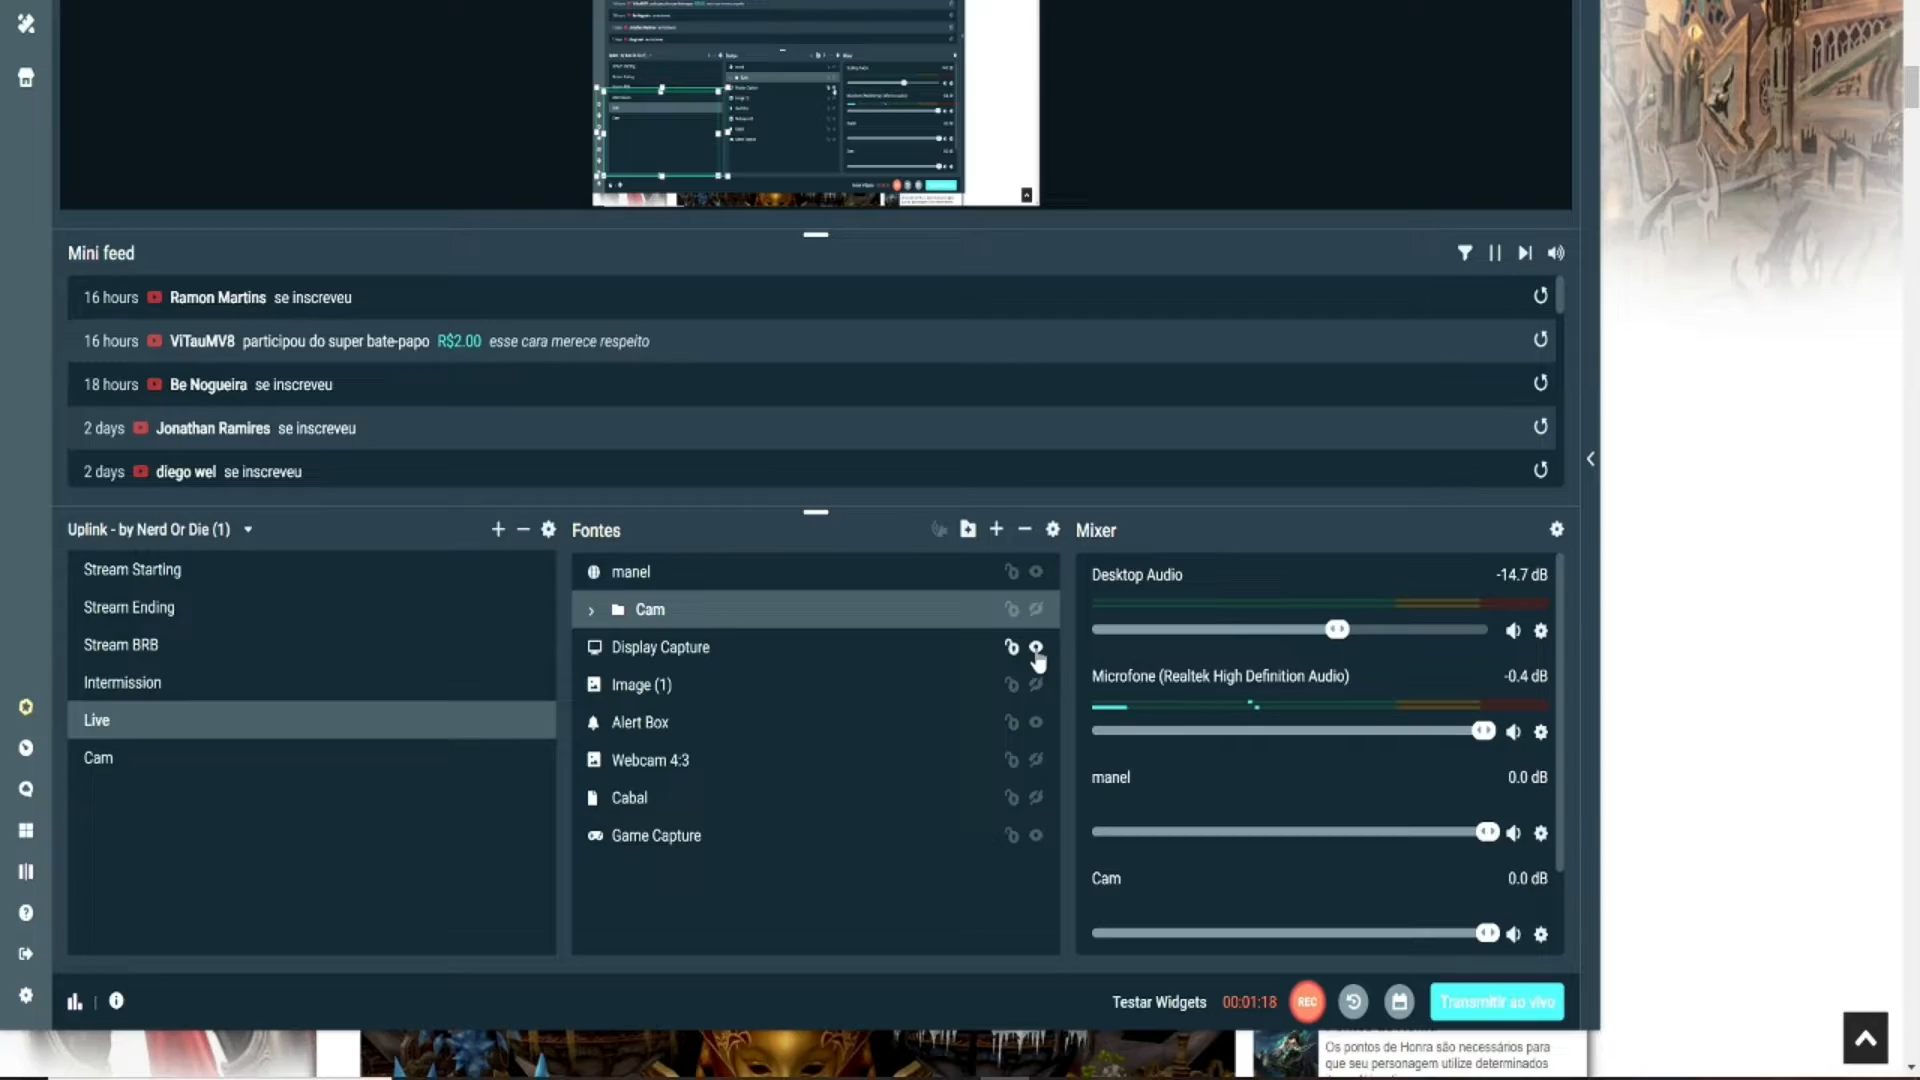 Mini feed
16 hours Ramon Martins se inscreveu
16 hours ViTauMV8 participou do super bate-papo R$2.00 esse cara merece respeito
18 hours Be Nogueira se inscreveu
2 days Jonathan Ramires se inscreveu
2 days diego wel se inscreveu
Uplink - by Nerd Or Die (1)
Stream Starting
Stream Ending
Stream BRB
Intermission
Live
Cam
Fontes
manel
Cam
Display Capture
Image (1)
Alert Box
Webcam 4:3
Cabal
Game Capture
Mixer
Desktop Audio -14.7 dB
Microfone (Realtek High Definition Audio) -0.4 dB
manel 0.0 dB
Cam 0.0 dB
Testar Widgets 00:01:18 REC Transmitir ao vivo
Os pontos de Honra são necessários para
que seu personagem utilize determinados